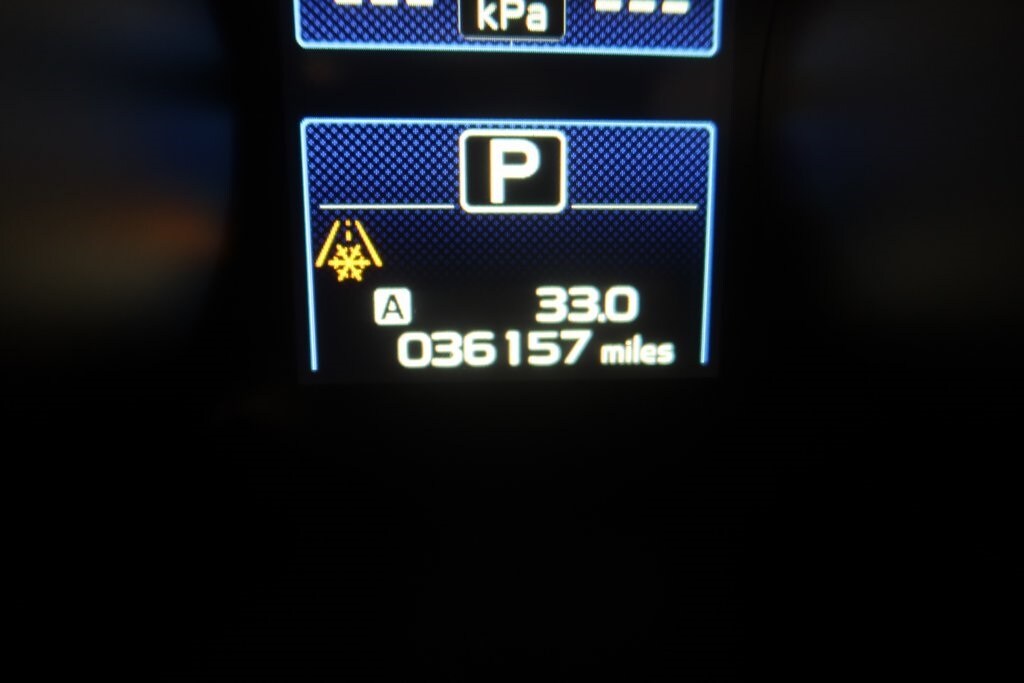 --- kPa ---
P
A 33.0
036157 miles